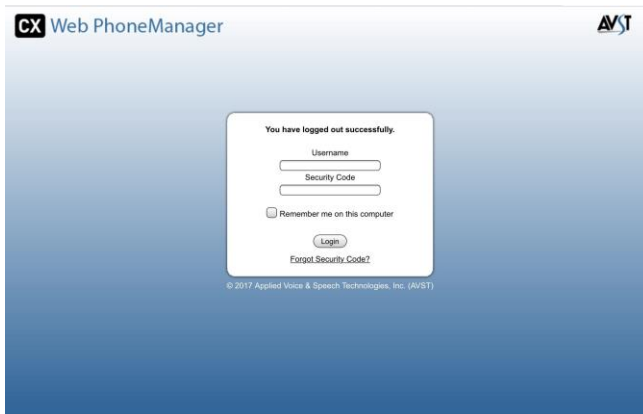 CX Web PhoneManager
AVST
You have logged out successfully.
Username
Security Code
Remember me on this computer
Login
Forgot Security Code?
© 2017 Applied Voice & Speech Technologies, Inc. (AVST)